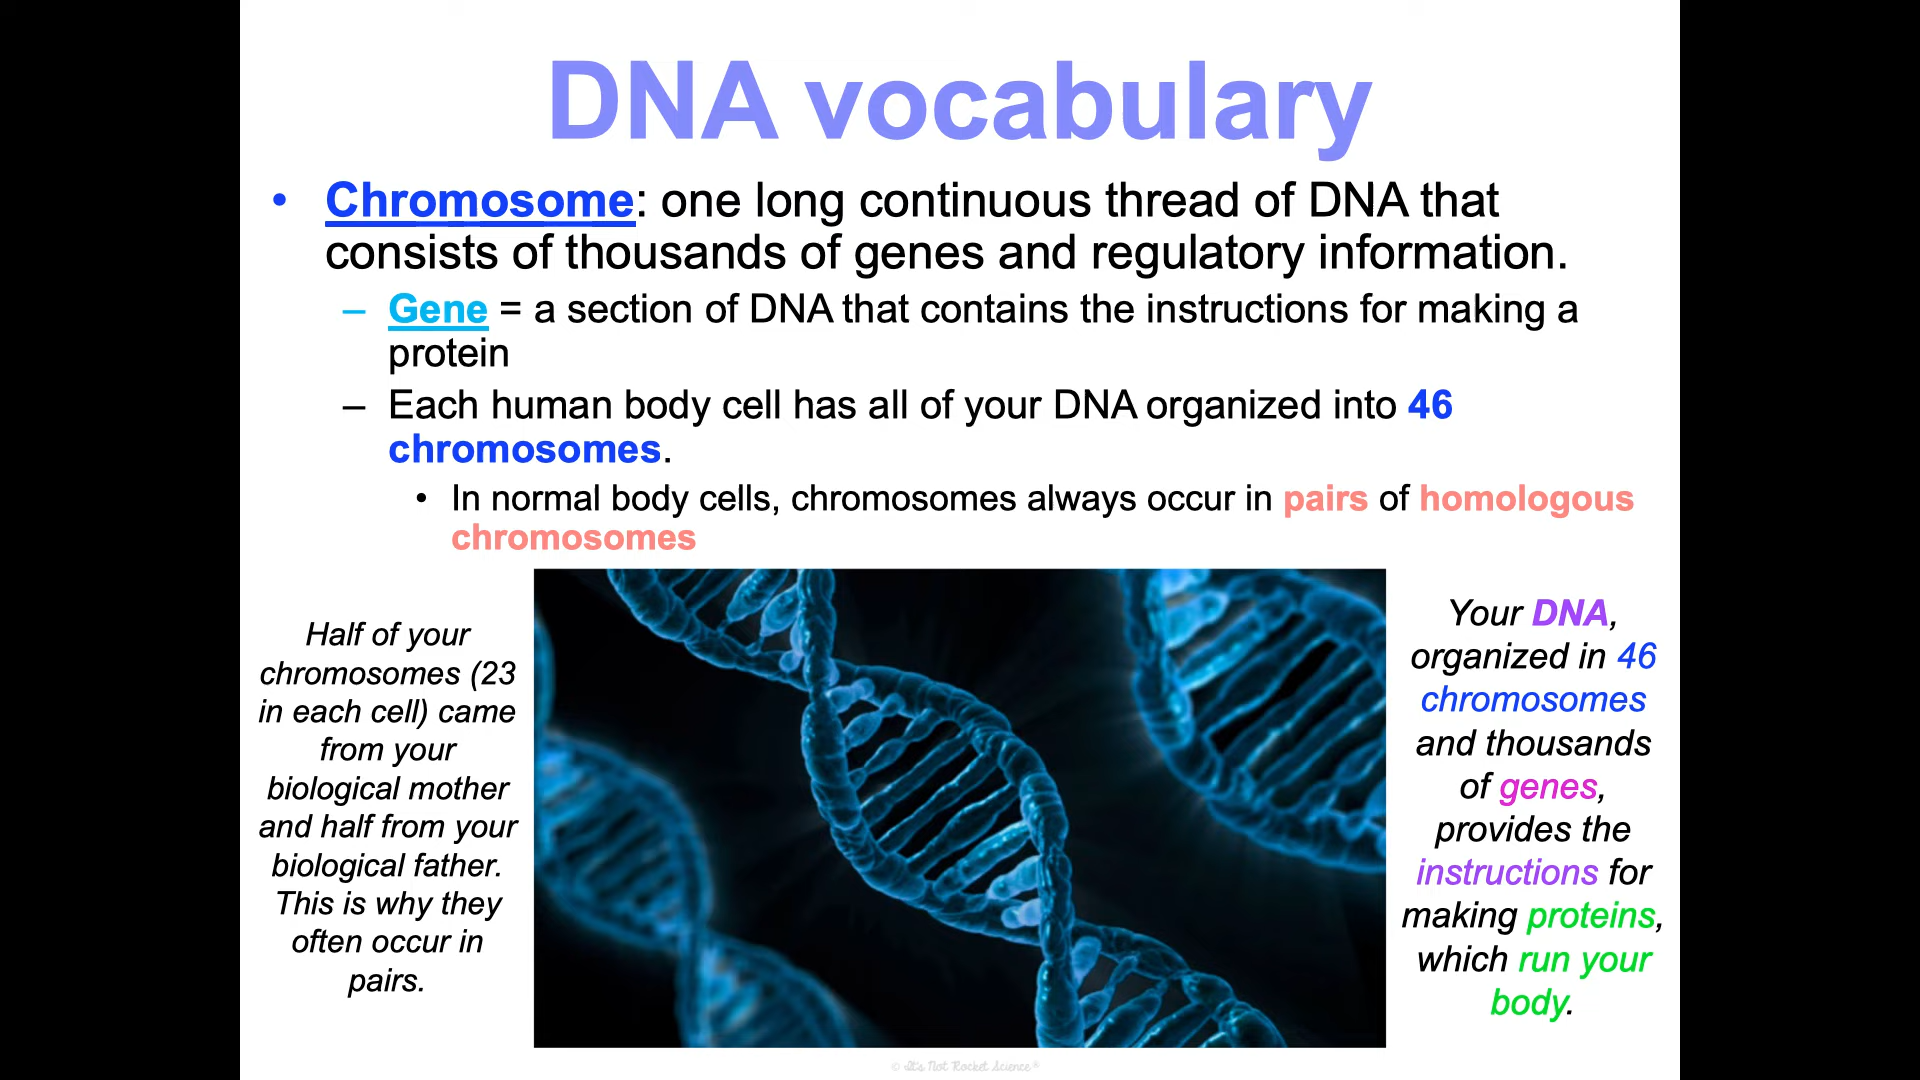 DNA vocabulary
• Chromosome: one long continuous thread of DNA that
consists of thousands of genes and regulatory information.
– Gene = a section of DNA that contains the instructions for making a
protein
– Each human body cell has all of your DNA organized into 46
chromosomes.
• In normal body cells, chromosomes always occur in pairs of homologous
chromosomes
Half of your
chromosomes (23
in each cell) came
from your
biological mother
and half from your
biological father.
This is why they
often occur in
pairs.
Your DNA,
organized in 46
chromosomes
and thousands
of genes,
provides the
instructions for
making proteins,
which run your
body.
© It's Not Rocket Science®